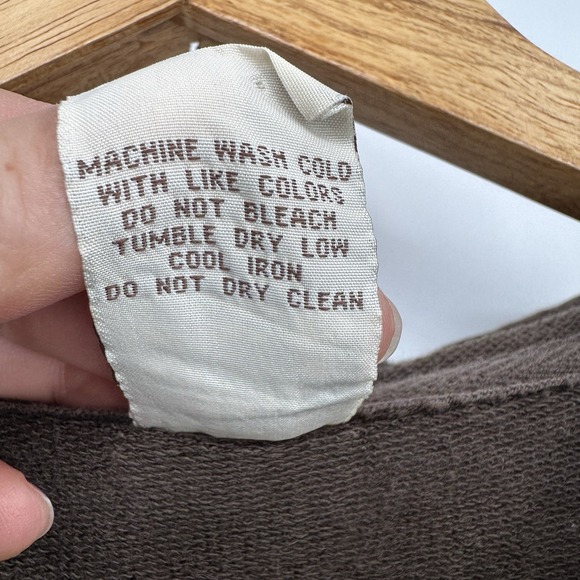 MACHINE WASH COLD
WITH LIKE COLORS
DO NOT BLEACH
TUMBLE DRY LOW
COOL IRON
DO NOT DRY CLEAN